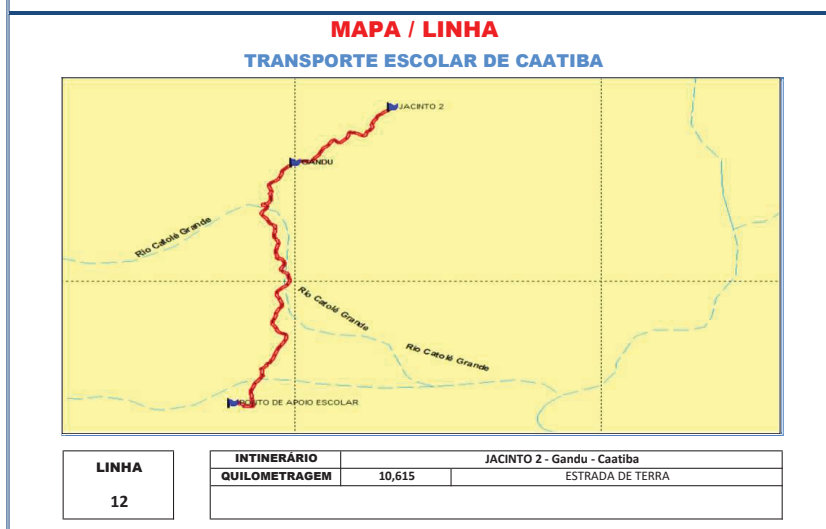 MAPA / LINHA
TRANSPORTE ESCOLAR DE CAATIBA
JACINTO 2
GANDU
Rio Catolé Grande
Rio Catolé Grande
Rio Catolé Grande
PONTO DE APOIO ESCOLAR
LINHA
12
INTINERÁRIO JACINTO 2 - Gandu - Caatiba
QUILOMETRAGEM 10,615 ESTRADA DE TERRA